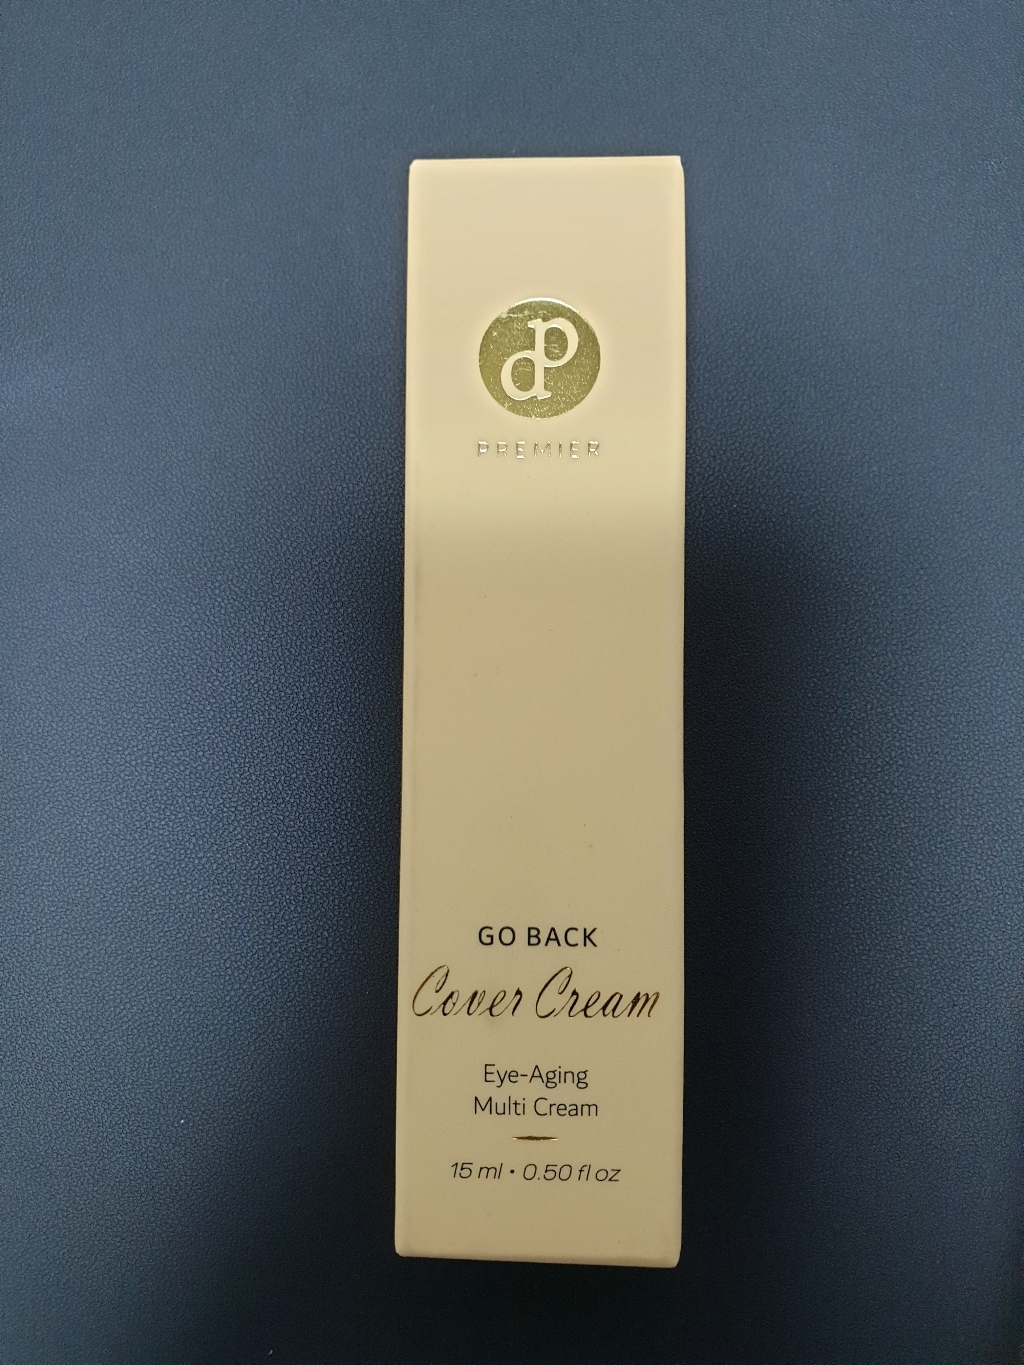 dp
PREMIER
GO BACK
Cover Cream
Eye-Aging
Multi Cream
15 ml • 0.50 fl oz